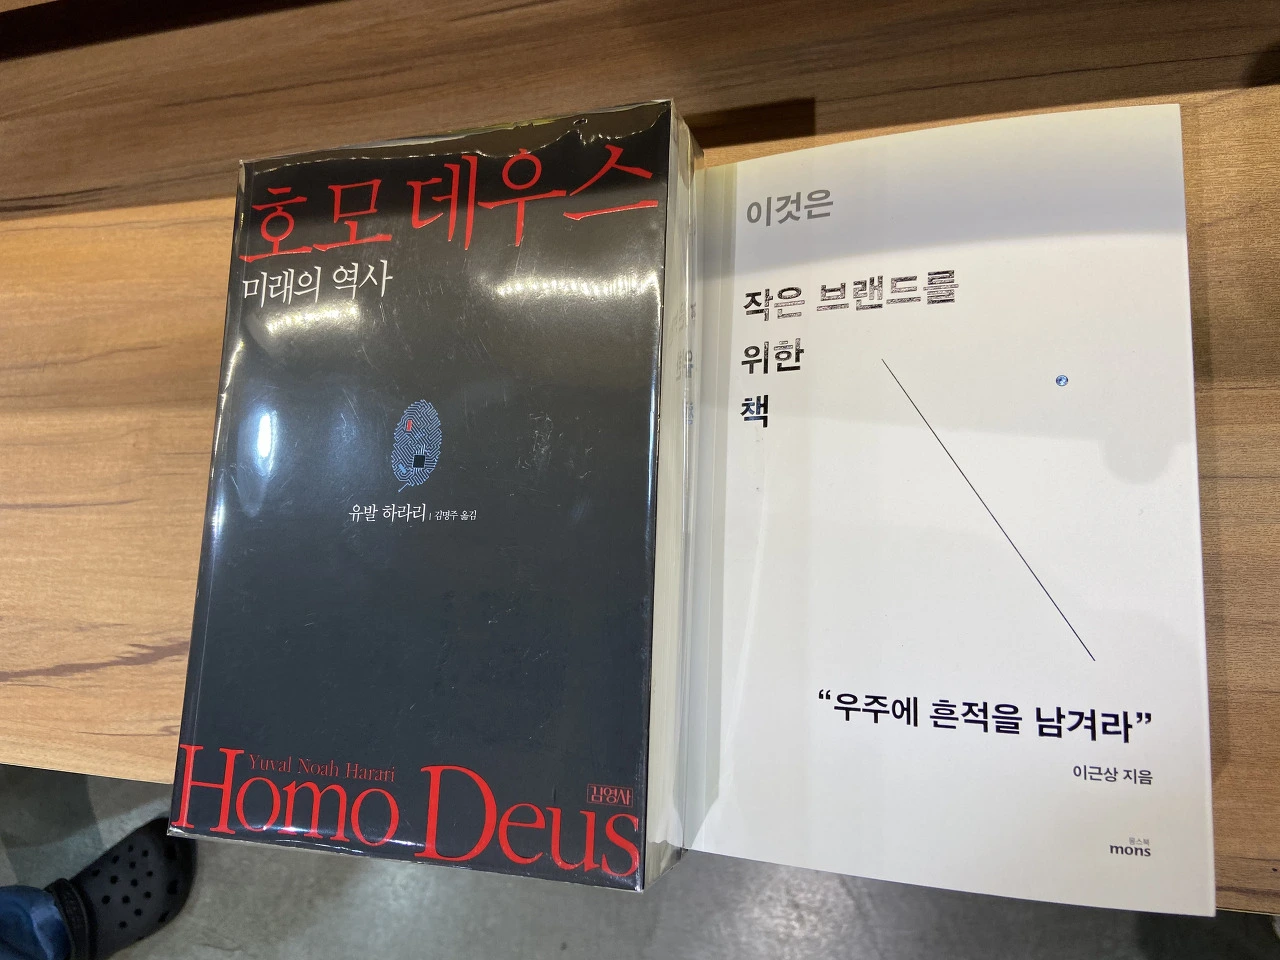 호모 데우스
미래의 역사
유발 하라리 | 김명주 옮김
Yuval Noah Harari
Homo Deus
김영사
이것은
작은 브랜드를
위한
책
“우주에 흔적을 남겨라”
이근상 지음
몽스북
mons